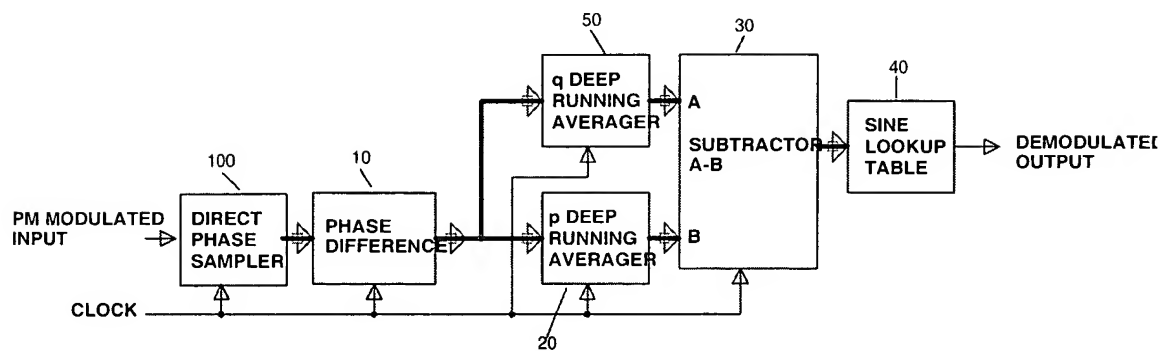 50
q DEEP
RUNNING
AVERAGER
30
A
SUBTRACTOR
A-B
B
40
SINE
LOOKUP
TABLE
DEMODULATED
OUTPUT
100
DIRECT
PHASE
SAMPLER
10
PHASE
DIFFERENCE
p DEEP
RUNNING
AVERAGER
20
PM MODULATED
INPUT
CLOCK